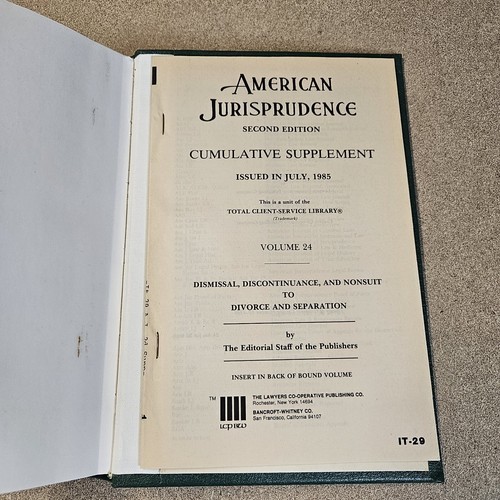 AMERICAN
JURISPRUDENCE
SECOND EDITION
CUMULATIVE SUPPLEMENT
ISSUED IN JULY, 1985
This is a unit of the
TOTAL CLIENT-SERVICE LIBRARY®
(Trademark)
VOLUME 24
DISMISSAL, DISCONTINUANCE, AND NONSUIT
TO
DIVORCE AND SEPARATION
by
The Editorial Staff of the Publishers
INSERT IN BACK OF BOUND VOLUME
TM
LCP BW
THE LAWYERS CO-OPERATIVE PUBLISHING CO.
Rochester, New York 14694
BANCROFT-WHITNEY CO.
San Francisco, California 94107
IT-29